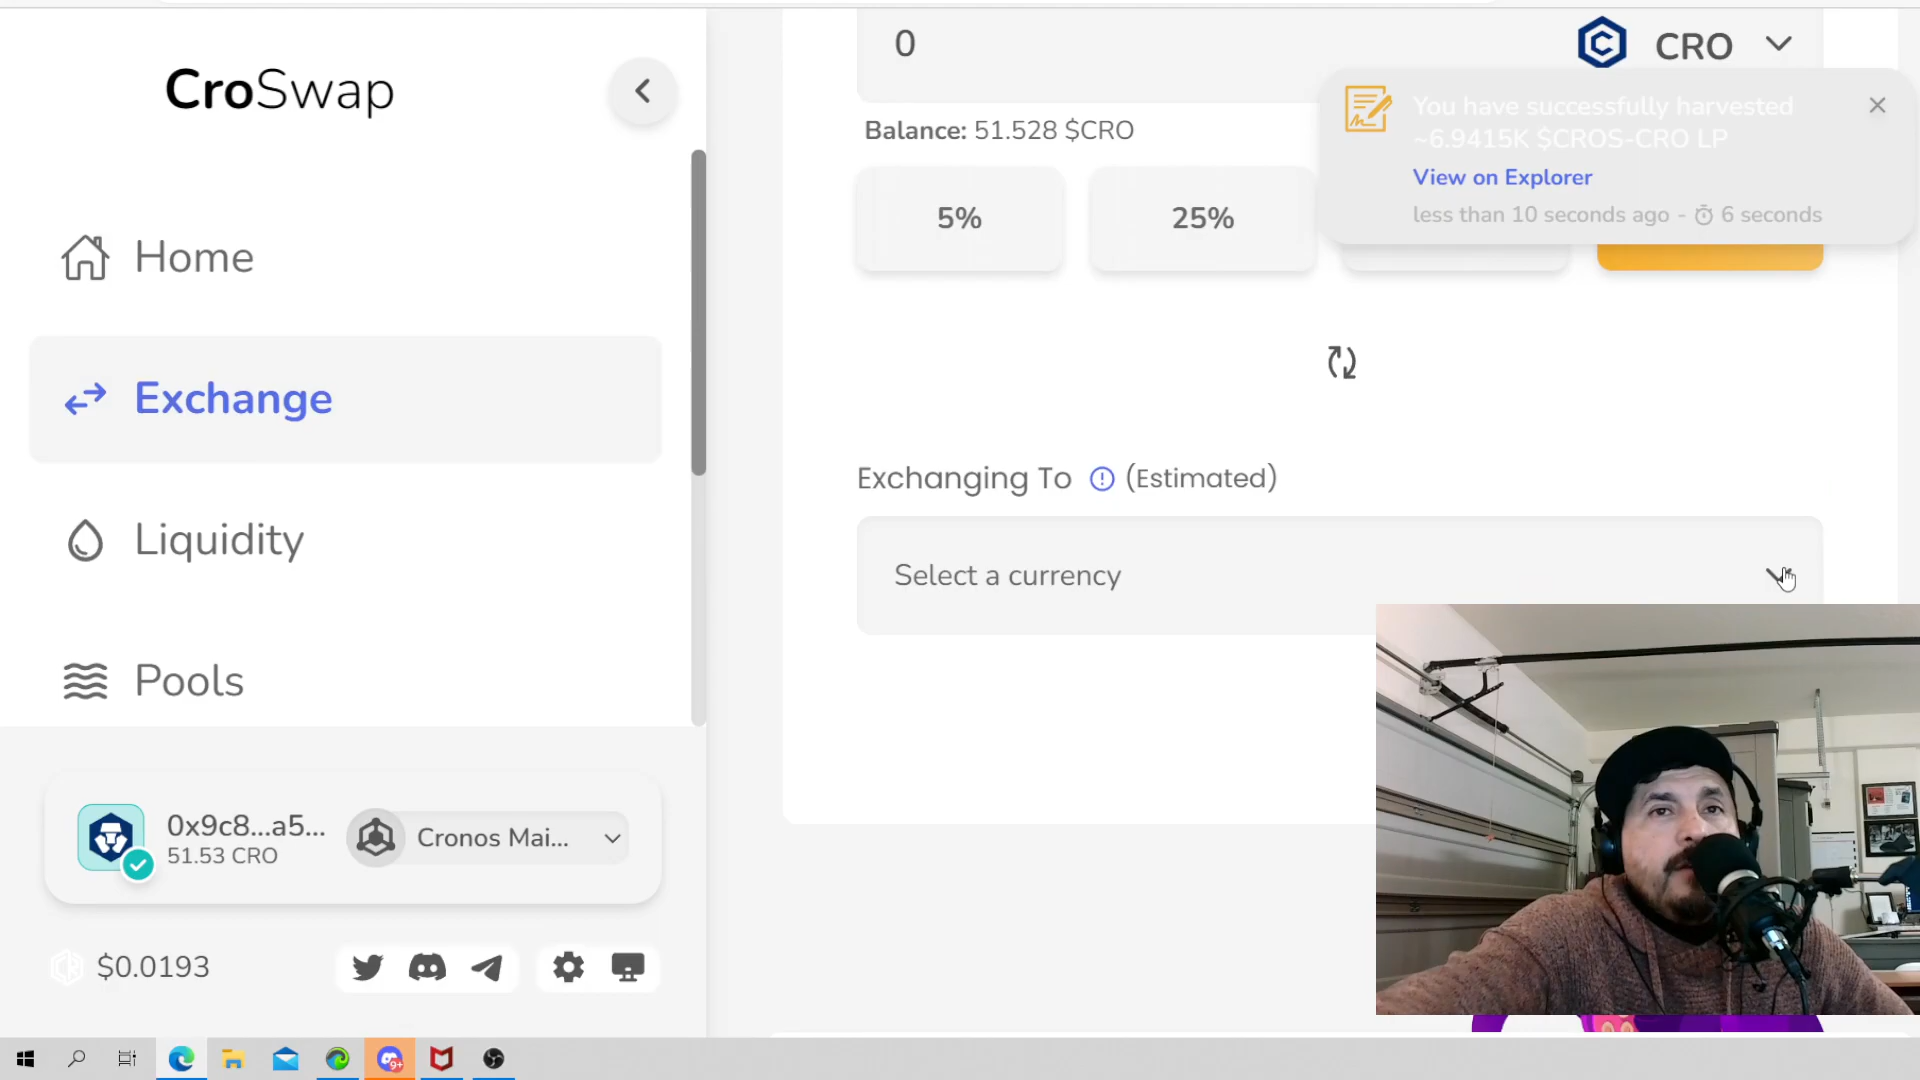 CroSwap
Home
Exchange
Liquidity
Pools
0x9c8...a5...
51.53 CRO
Cronos Mai...
$0.0193
0
CRO
Balance: 51.528 $CRO
5%
25%
You have successfully harvested
~6.9415K $CROS-CRO LP
View on Explorer
less than 10 seconds ago - 6 seconds
Exchanging To ! (Estimated)
Select a currency
9+